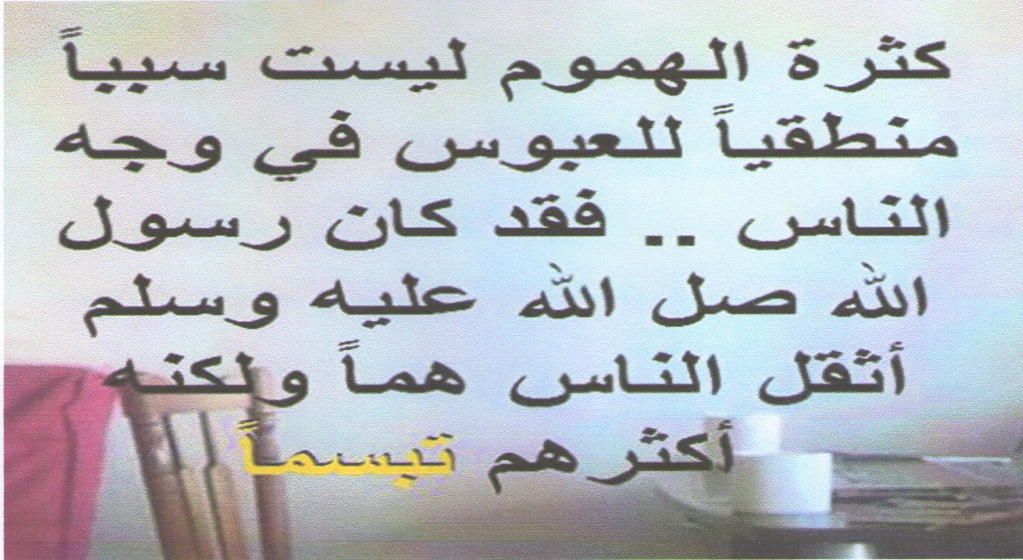 كثرة الهموم ليست سبباً
منطقياً للعبوس في وجه
الناس .. فقد كان رسول
الله صل الله عليه وسلم
أثقل الناس هماً ولكنه
أكثرهم تبسماً